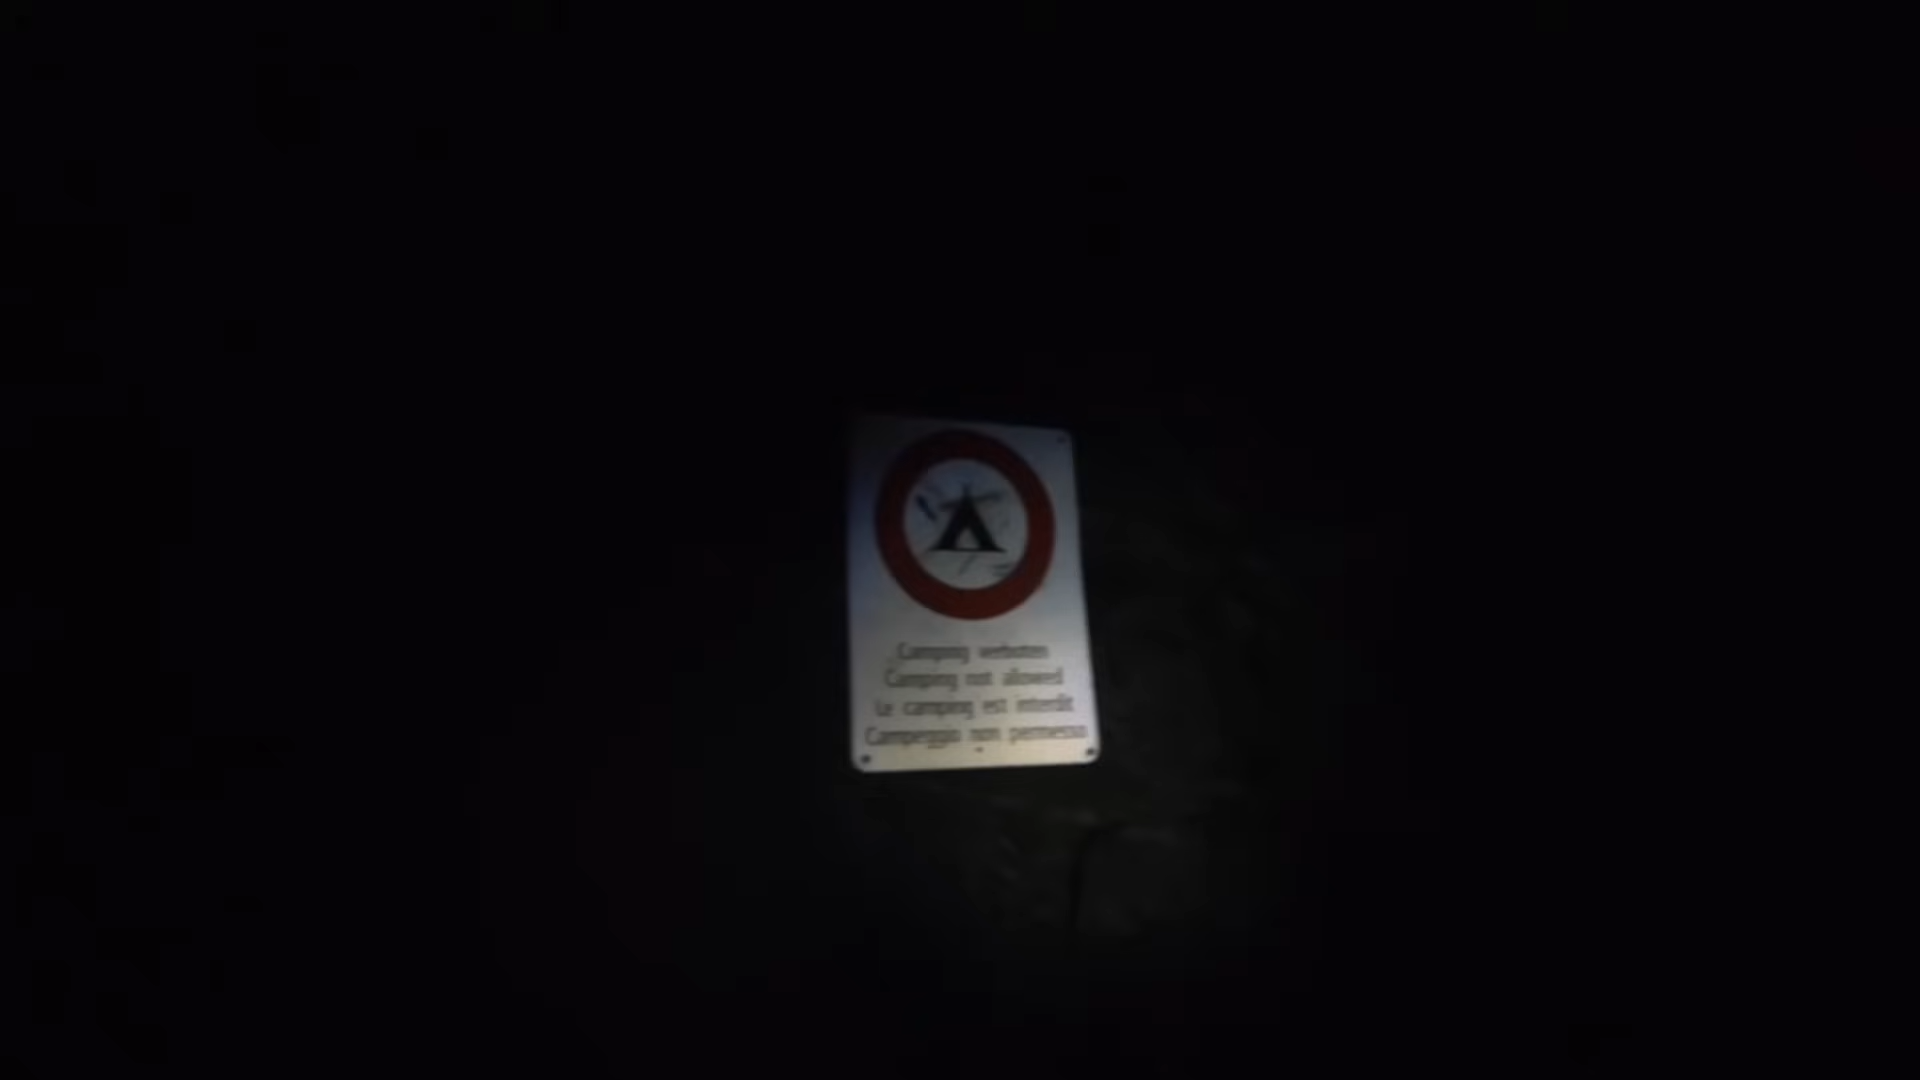 Camping verboten
Camping not allowed
Le camping est interdit
Campeggio non permesso